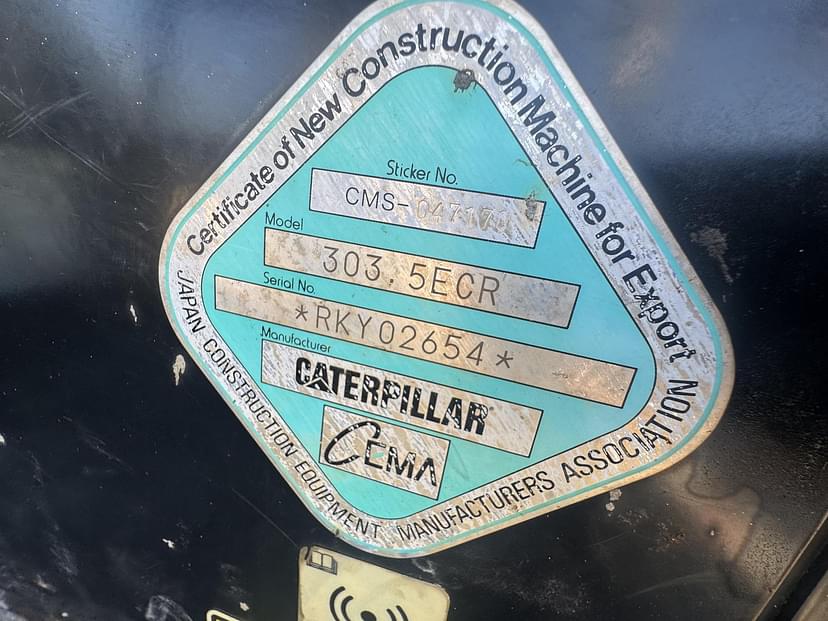 Certificate of New Construction Machine for Export
Sticker No.
CMS-
Model
303.5ECR
Serial No.
*RKY02654*
Manufacturer
CATERPILLAR
CEMA
JAPAN CONSTRUCTION EQUIPMENT MANUFACTURERS ASSOCIATION